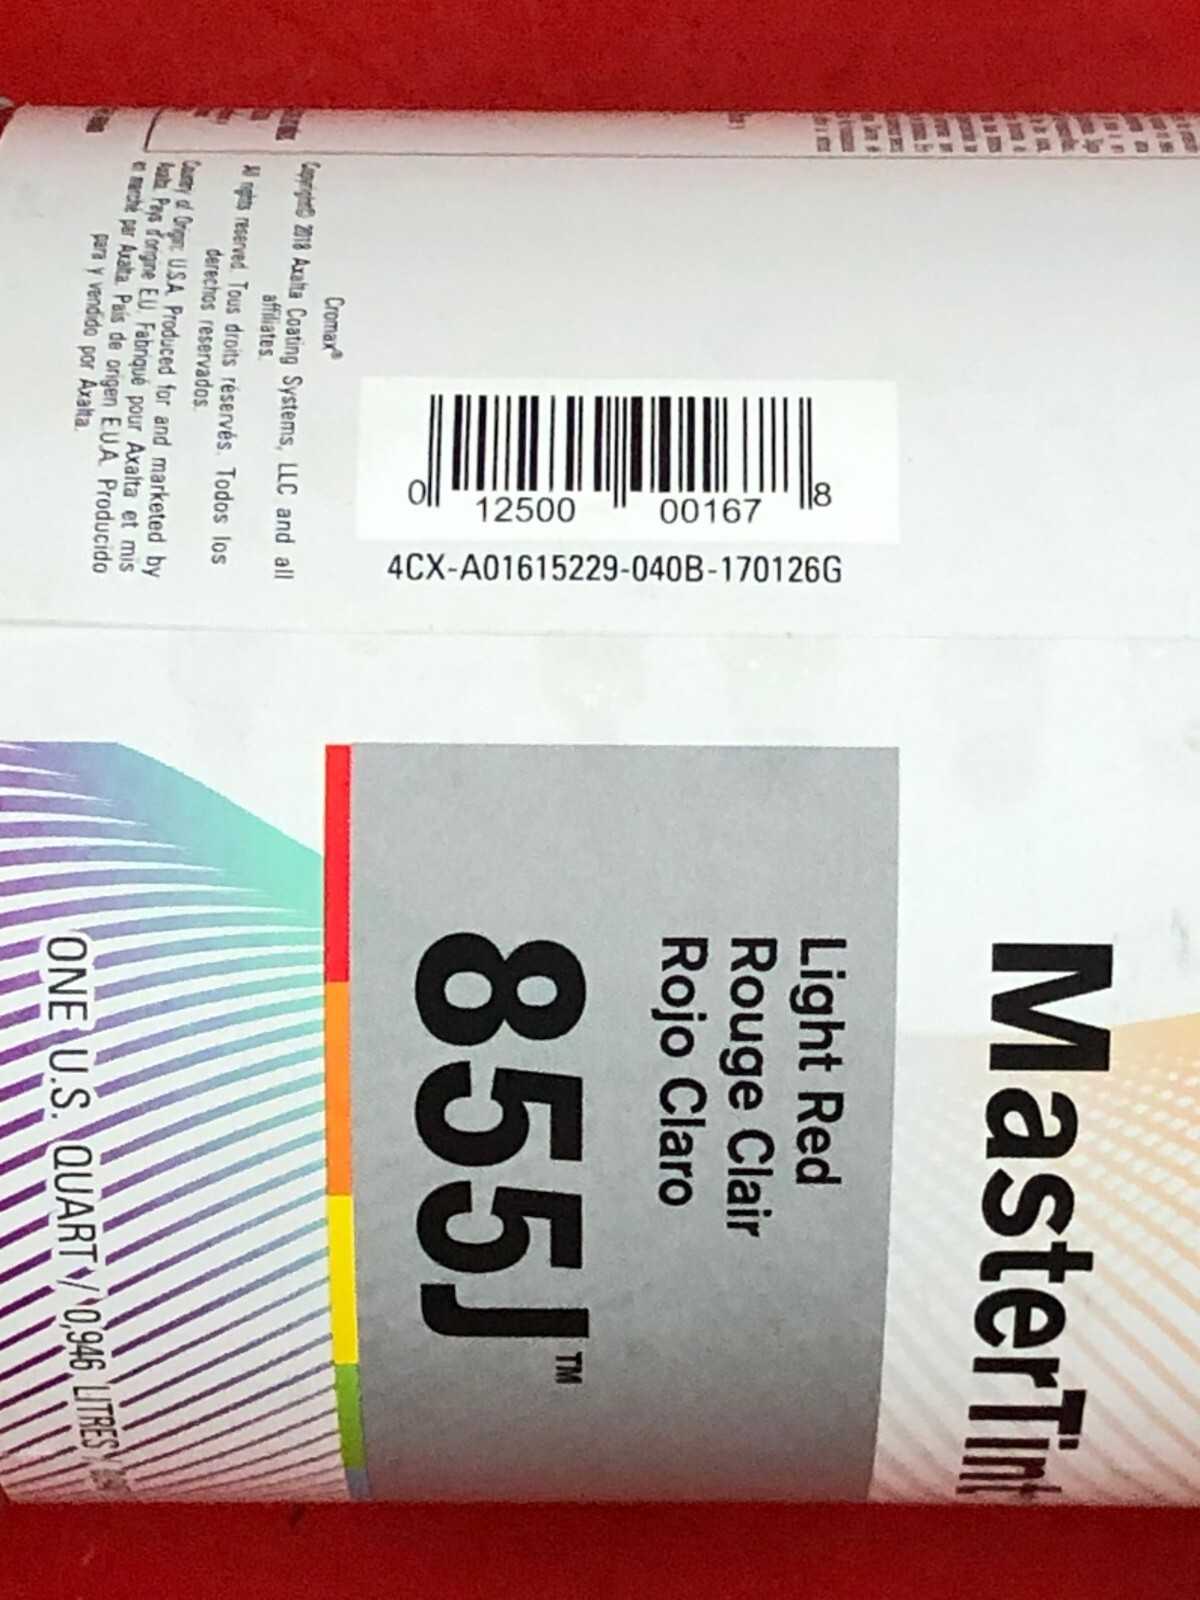 MasterTint
Light Red
Rouge Clair
Rojo Claro
855J™
ONE U.S. QUART / 0,946 LITRES
0 12500 00167 8
4CX-A01615229-040B-170126G
Cromax®
Copyright© 2018 Axalta Coating Systems, LLC and all
affiliates.
All rights reserved. Tous droits réservés. Todos los
derechos reservados.
Country of Origin: U.S.A. Produced for and marketed by
Axalta. Pays d'origine E.U. Fabriqué pour Axalta et mis
en marché par Axalta. País de origen E.U.A. Producido
para y vendido por Axalta.